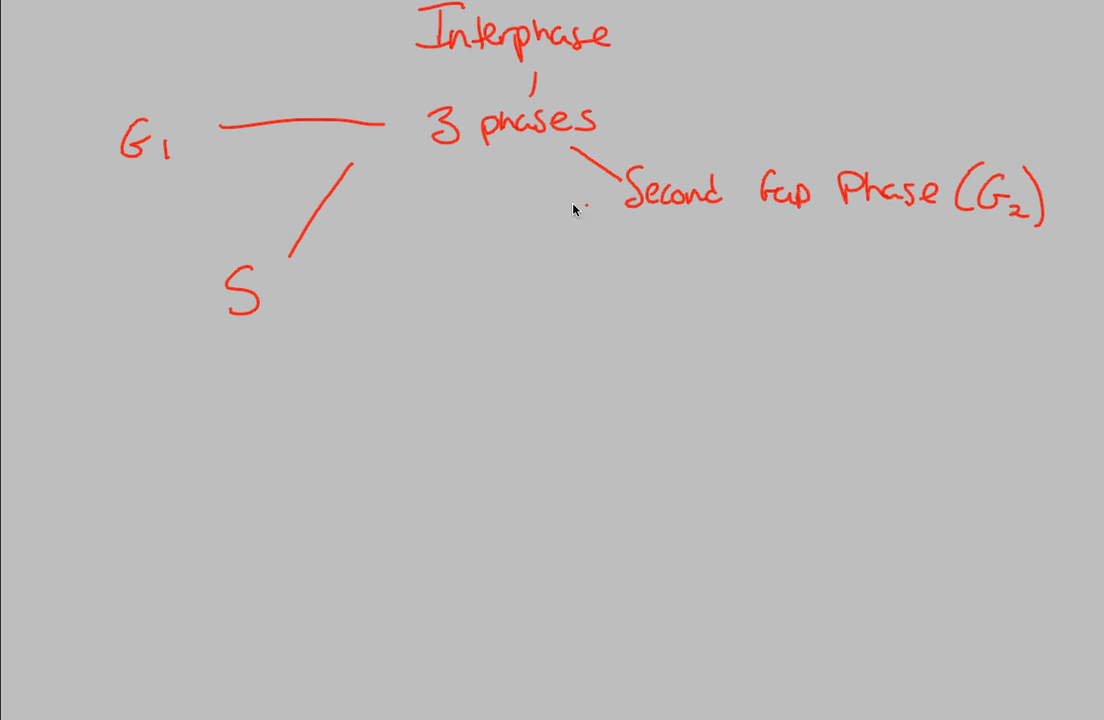 Interphase
3 phases
G1
Second Gap Phase (G2)
S